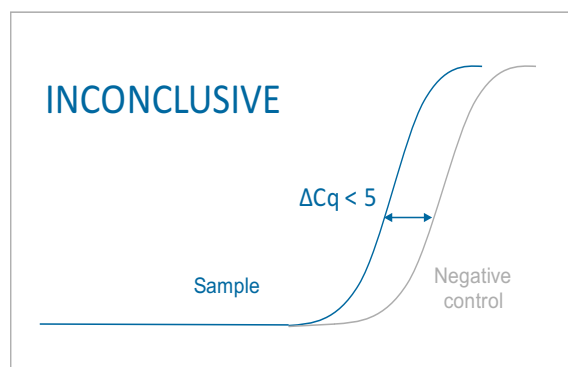 INCONCLUSIVE
ΔCq < 5
Sample
Negative
control